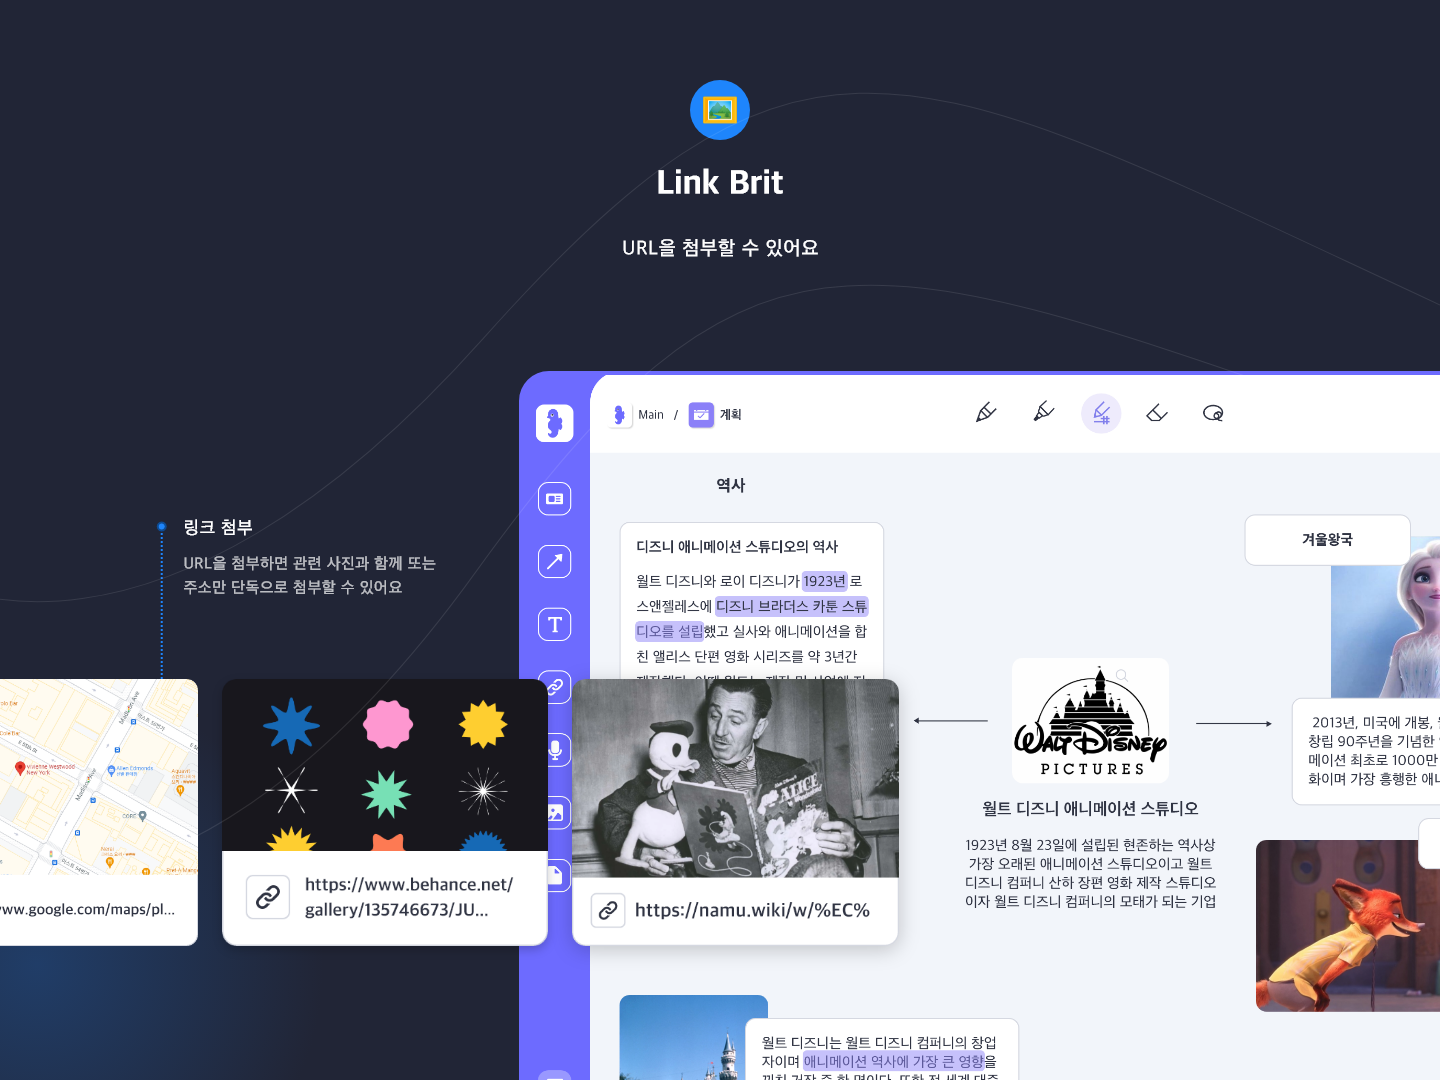 Link Brit
URL을 첨부할 수 있어요
Main / 계획
역사
링크 첨부
URL을 첨부하면 관련 사진과 함께 또는
주소만 단독으로 첨부할 수 있어요
디즈니 애니메이션 스튜디오의 역사
월트 디즈니와 로이 디즈니가 1923년 로
스앤젤레스에 디즈니 브라더스 카툰 스튜
디오를 설립했고 실사와 애니메이션을 합
친 앨리스 단편 영화 시리즈를 약 3년간
T
겨울왕국
2013년, 미국에 개봉,
창립 90주년을 기념한
메이션 최초로 1000만
화이며 가장 흥행한 애니
WALT DISNEY
PICTURES
월트 디즈니 애니메이션 스튜디오
1923년 8월 23일에 설립된 현존하는 역사상
가장 오래된 애니메이션 스튜디오이고 월트
디즈니 컴퍼니 산하 장편 영화 제작 스튜디오
이자 월트 디즈니 컴퍼니의 모태가 되는 기업
Madison Ave
Madison Ave
E 65th St
Vivienne Westwood
New York
Allen Edmonds
CORE
ww.google.com/maps/pl...
https://www.behance.net/
gallery/135746673/JU...
ALICE
https://namu.wiki/w/%EC%
월트 디즈니는 월트 디즈니 컴퍼니의 창업
자이며 애니메이션 역사에 가장 큰 영향을